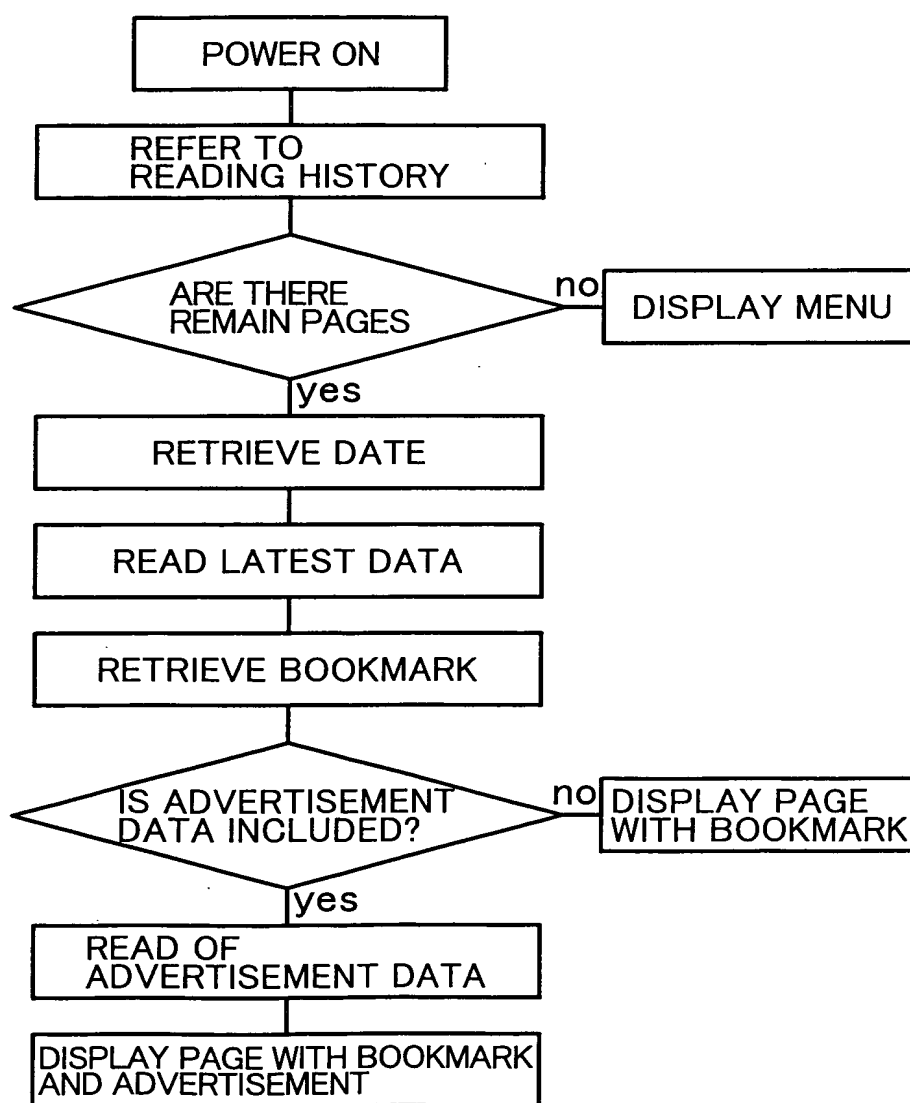 POWER ON
REFER TO
READING HISTORY
ARE THERE
REMAIN PAGES
no
DISPLAY MENU
yes
RETRIEVE DATE
READ LATEST DATA
RETRIEVE BOOKMARK
IS ADVERTISEMENT
DATA INCLUDED?
no
DISPLAY PAGE
WITH BOOKMARK
yes
READ OF
ADVERTISEMENT DATA
DISPLAY PAGE WITH BOOKMARK
AND ADVERTISEMENT